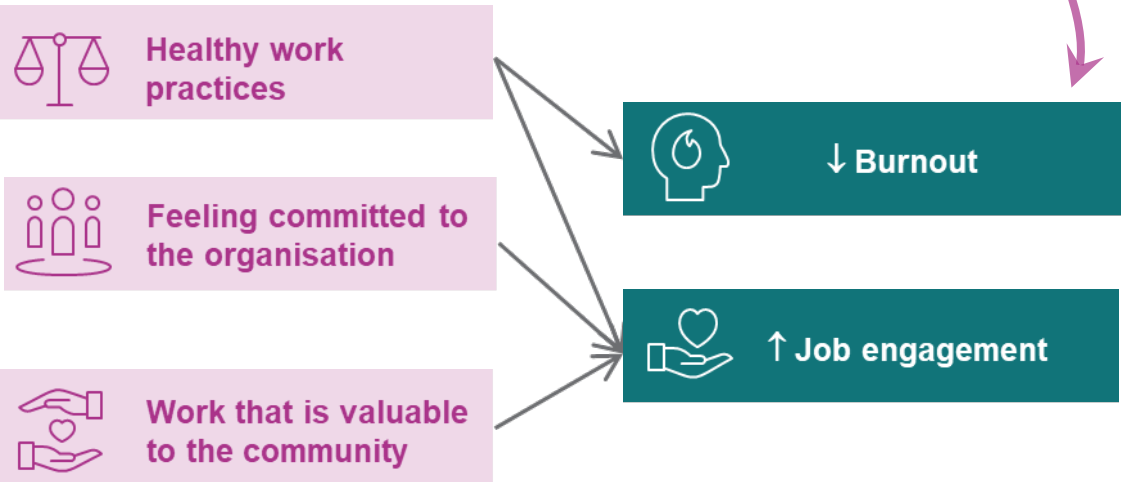 Healthy work
practices
↓ Burnout
Feeling committed to
the organisation
↑ Job engagement
Work that is valuable
to the community